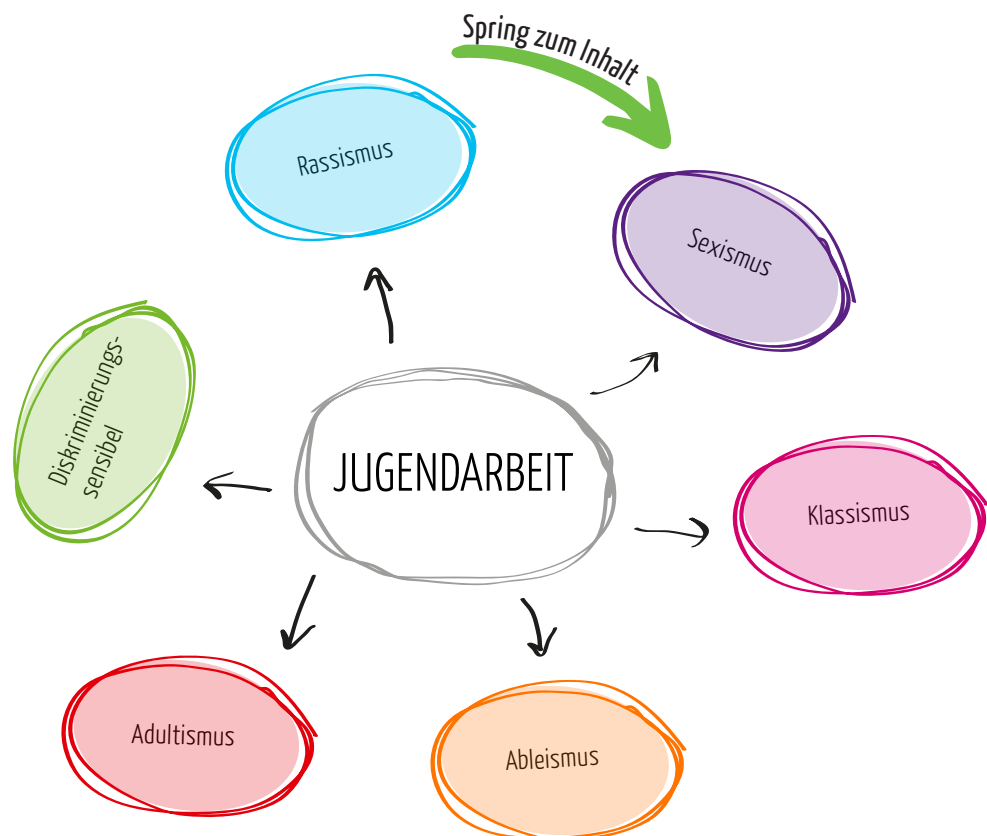 Spring zum Inhalt
Rassismus
Sexismus
Diskriminierungs-
sensibel
JUGENDARBEIT
Klassismus
Adultismus
Ableismus